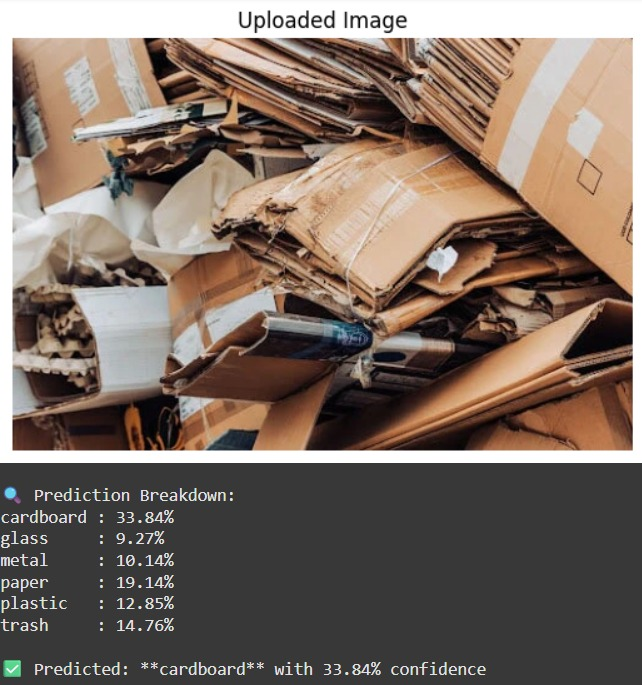 Uploaded Image
🔍 Prediction Breakdown:
cardboard : 33.84%
glass     : 9.27%
metal     : 10.14%
paper     : 19.14%
plastic   : 12.85%
trash     : 14.76%
✅ Predicted: **cardboard** with 33.84% confidence